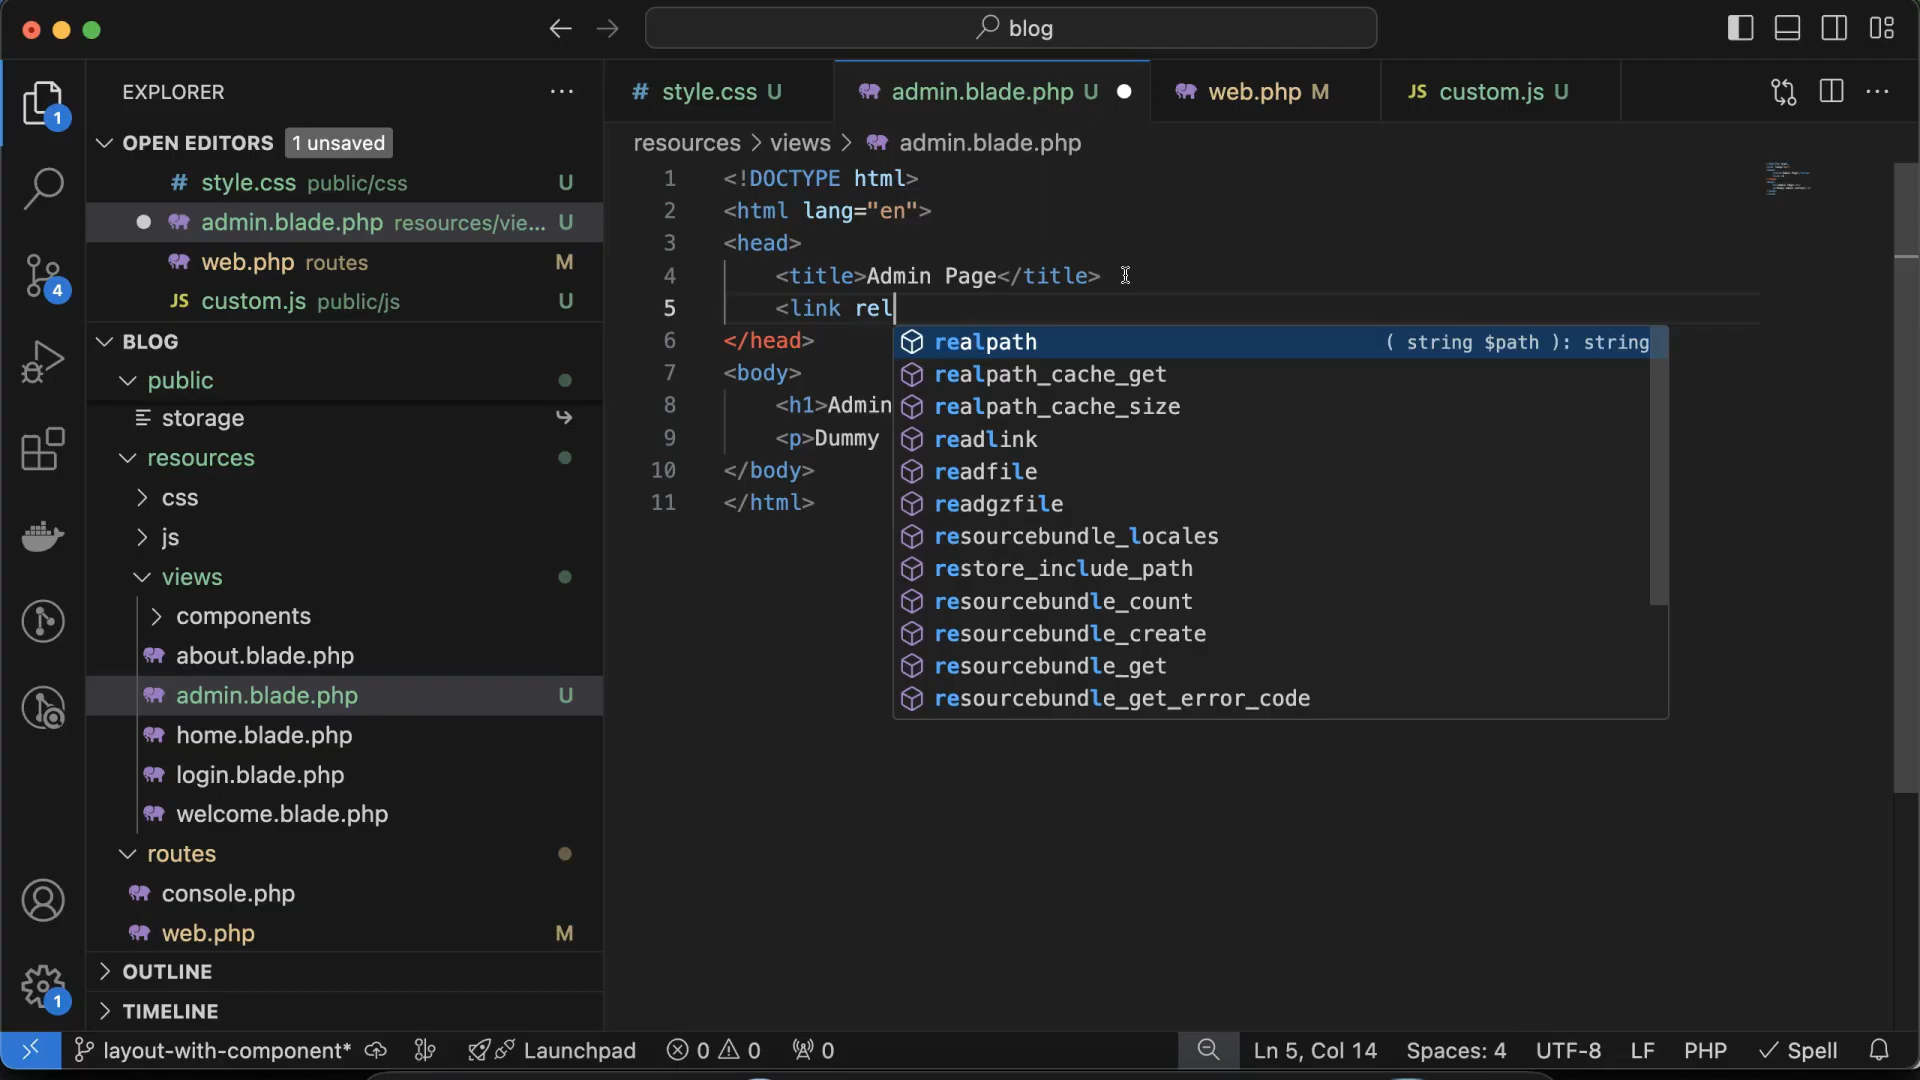 blog
EXPLORER
OPEN EDITORS 1 unsaved
# style.css public/css U
admin.blade.php resources/vie... U
web.php routes M
JS custom.js public/js U
BLOG
public
storage
resources
css
js
views
components
about.blade.php
admin.blade.php U
home.blade.php
login.blade.php
welcome.blade.php
routes
console.php
web.php M
OUTLINE
TIMELINE
1
4
1
# style.css U
admin.blade.php U
web.php M
JS custom.js U
resources > views > admin.blade.php
1 <!DOCTYPE html>
2 <html lang="en">
3 <head>
4 <title>Admin Page</title>
5 <link rel
6 </head>
7 <body>
8 <h1>Admin
9 <p>Dummy
10 </body>
11 </html>
realpath ( string $path ): string
realpath_cache_get
realpath_cache_size
readlink
readfile
readgzfile
resourcebundle_locales
restore_include_path
resourcebundle_count
resourcebundle_create
resourcebundle_get
resourcebundle_get_error_code
layout-with-component* Launchpad 0 0 0 Ln 5, Col 14 Spaces: 4 UTF-8 LF PHP Spell